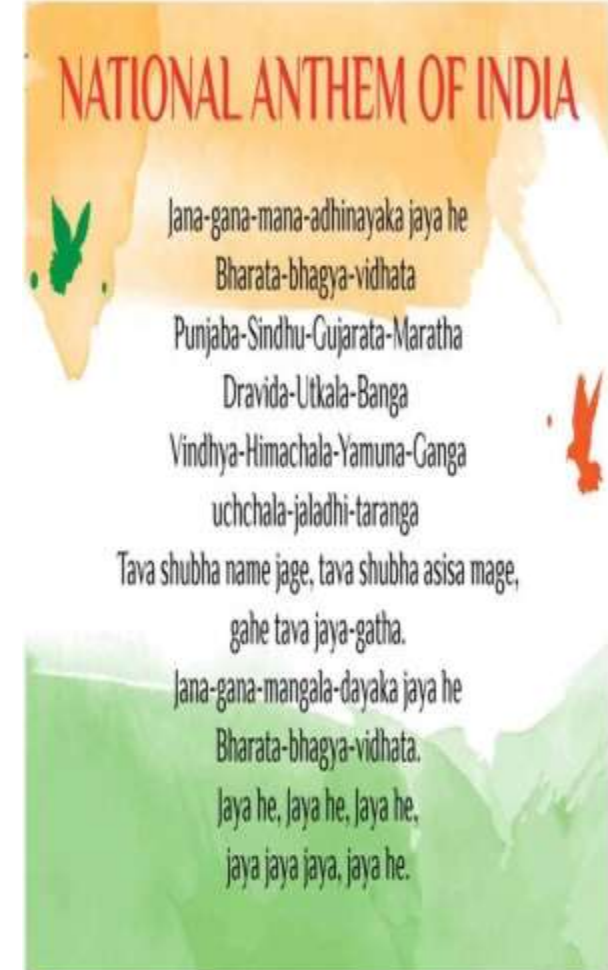 NATIONAL ANTHEM OF INDIA
Jana-gana-mana-adhinayaka jaya he
Bharata-bhagya-vidhata
Punjaba-Sindhu-Gujarata-Maratha
Dravida-Utkala-Banga
Vindhya-Himachala-Yamuna-Ganga
uchchala-jaladhi-taranga
Tava shubha name jage, tava shubha asisa mage,
gahe tava jaya-gatha.
Jana-gana-mangala-dayaka jaya he
Bharata-bhagya-vidhata.
Jaya he, Jaya he, Jaya he,
jaya jaya jaya, jaya he.